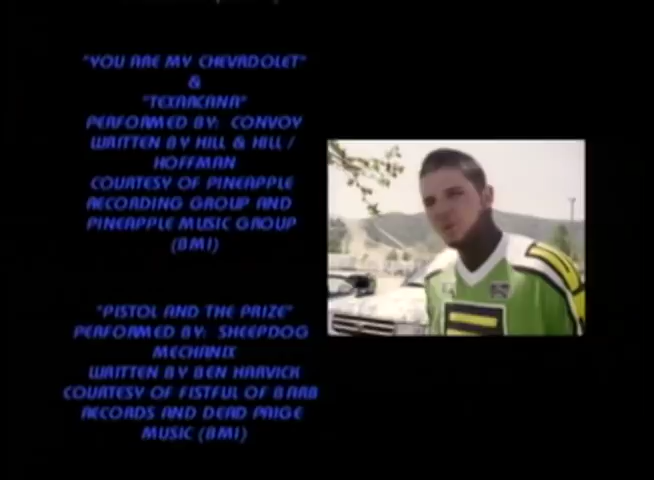 "YOU ARE MY CHEVRDOLET"
&
"TEXARCANA"
PERFORMED BY: CONVOY
WRITTEN BY HILL & HILL /
HOFFMAN
COURTESY OF PINEAPPLE
RECORDING GROUP AND
PINEAPPLE MUSIC GROUP
(BMI)
"PISTOL AND THE PRIZE"
PERFORMED BY: SHEEPDOG
MECHANIX
WRITTEN BY BEN HARVICK
COURTESY OF FISTFUL OF BARB
RECORDS AND DEAD PAIGE
MUSIC (BMI)